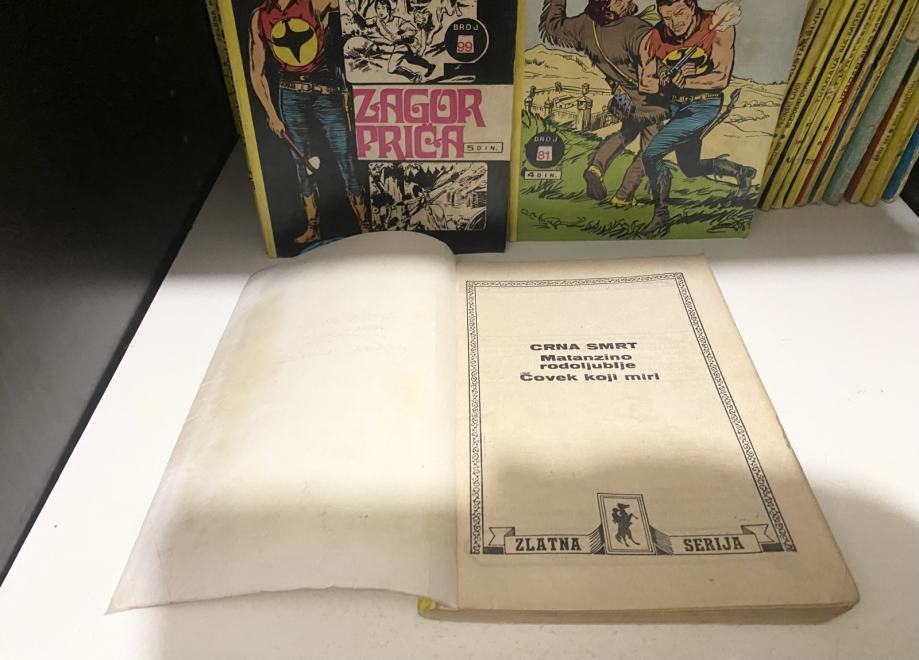 BROJ
99
ZAGOR
PRIČA
5 DIN.
BROJ
81
4 DIN.
CRNA SMRT
Matanzino
rodoljublje
Čovek koji miri
ZLATNA SERIJA